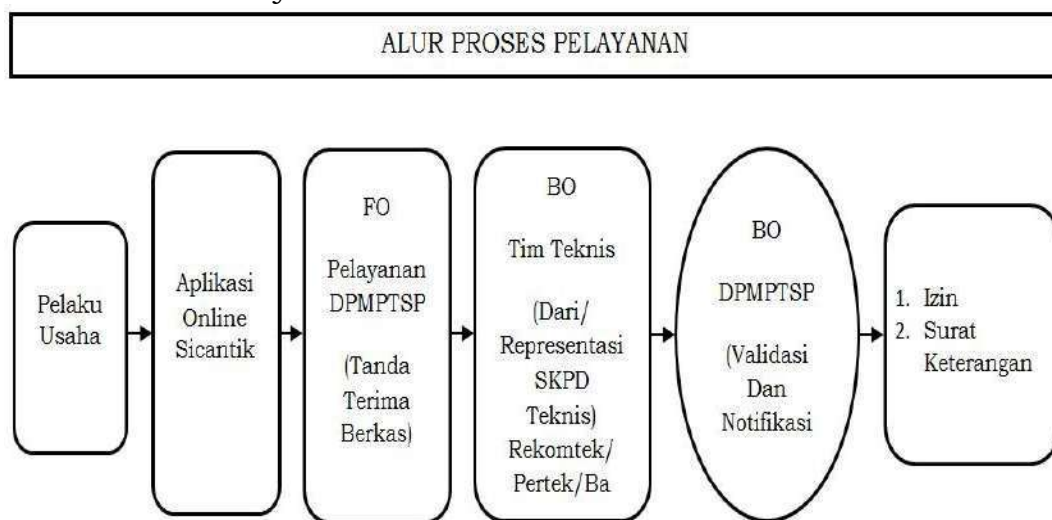 ALUR PROSES PELAYANAN
Pelaku
Usaha
Aplikasi
Online
Sicantik
FO
Pelayanan
DPMPTSP
(Tanda
Terima
Berkas)
BO
Tim Teknis
(Dari/
Representasi
SKPD
Teknis)
Rekomtek/
Pertek/Ba
BO
DPMPTSP
(Validasi
Dan
Notifikasi
1. Izin
2. Surat
Keterangan